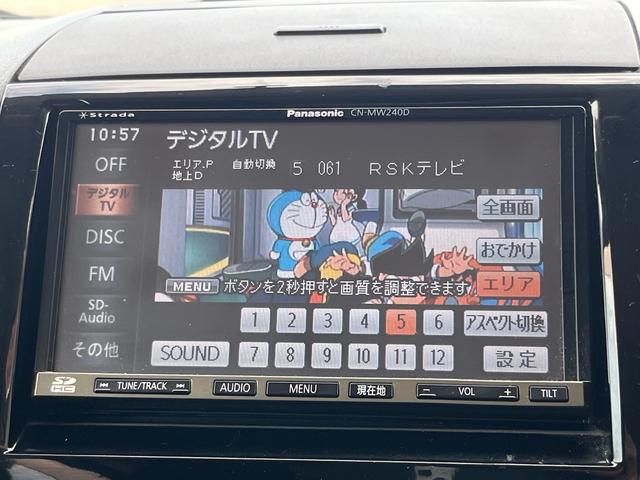 Strada
Panasonic CN-MW240D
10:57
デジタルTV
エリア.P 自動切換 5 061 RSKテレビ
地上D
OFF
デジタル
TV
DISC
FM
SD-
Audio
その他
全画面
おでかけ
エリア
MENU ボタンを2秒押すと画質を調整できます
1 2 3 4 5 6 アスペクト切換
SOUND 7 8 9 10 11 12 設定
SD
HC
TUNE/TRACK AUDIO MENU 現在地 − VOL + TILT